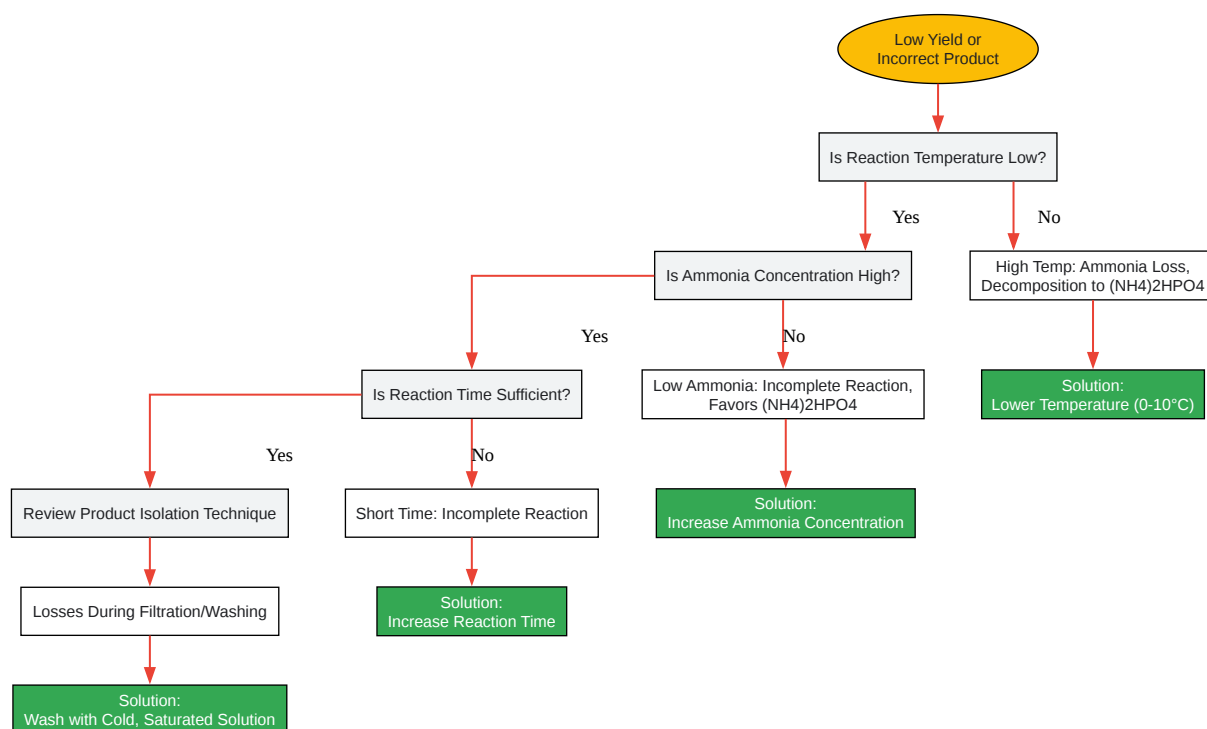 Low Yield or
Incorrect Product
Is Reaction Temperature Low?
Yes
No
Is Ammonia Concentration High?
High Temp: Ammonia Loss,
Decomposition to (NH4)2HPO4
Yes
No
Is Reaction Time Sufficient?
Low Ammonia: Incomplete Reaction,
Favors (NH4)2HPO4
Solution:
Lower Temperature (0-10°C)
Yes
No
Review Product Isolation Technique
Short Time: Incomplete Reaction
Solution:
Increase Ammonia Concentration
Losses During Filtration/Washing
Solution:
Increase Reaction Time
Solution:
Wash with Cold, Saturated Solution